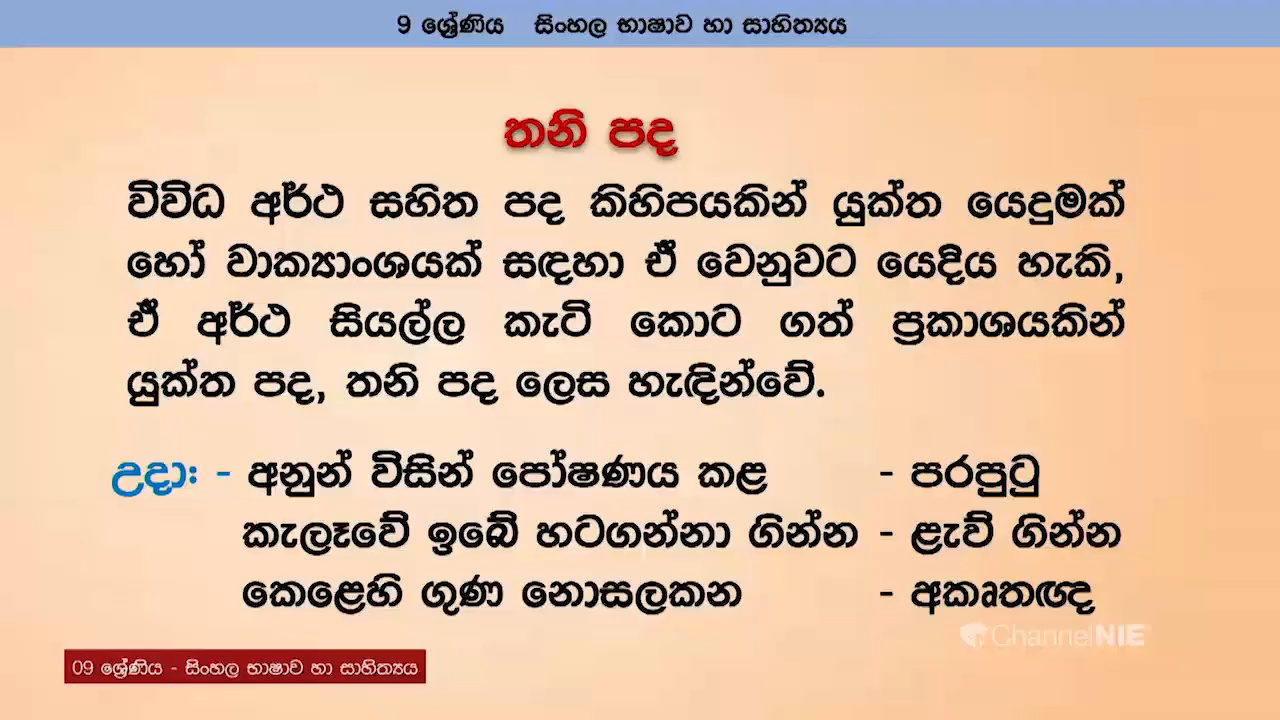 9 ශ්‍රේණිය සිංහල භාෂාව හා සාහිත්‍යය
තනි පද
විවිධ අර්ථ සහිත පද කිහිපයකින් යුක්ත යෙදුමක්
හෝ වාක්‍යාංශයක් සඳහා ඒ වෙනුවට යෙදිය හැකි,
ඒ අර්ථ සියල්ල කැටි කොට ගත් ප්‍රකාශයකින්
යුක්ත පද, තනි පද ලෙස හැඳින්වේ.
උදා: - අනුන් විසින් පෝෂණය කළ - පරපුටු
කැලෑවේ ඉබේ හටගන්නා ගින්න - ළැව් ගින්න
කෙළෙහි ගුණ නොසලකන - අකෘතඥ
ChannelNIE
09 ශ්‍රේණිය - සිංහල භාෂාව හා සාහිත්‍යය